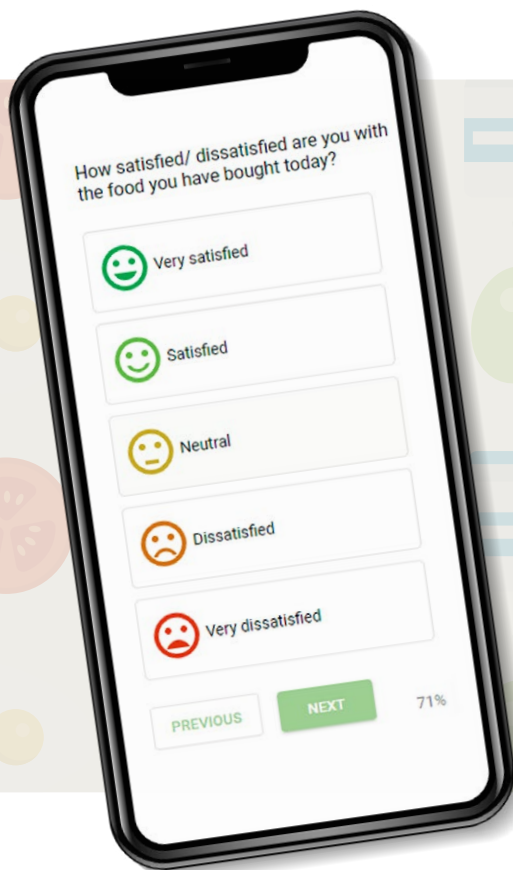 How satisfied/ dissatisfied are you with
the food you have bought today?
Very satisfied
Satisfied
Neutral
Dissatisfied
Very dissatisfied
PREVIOUS
NEXT
71%